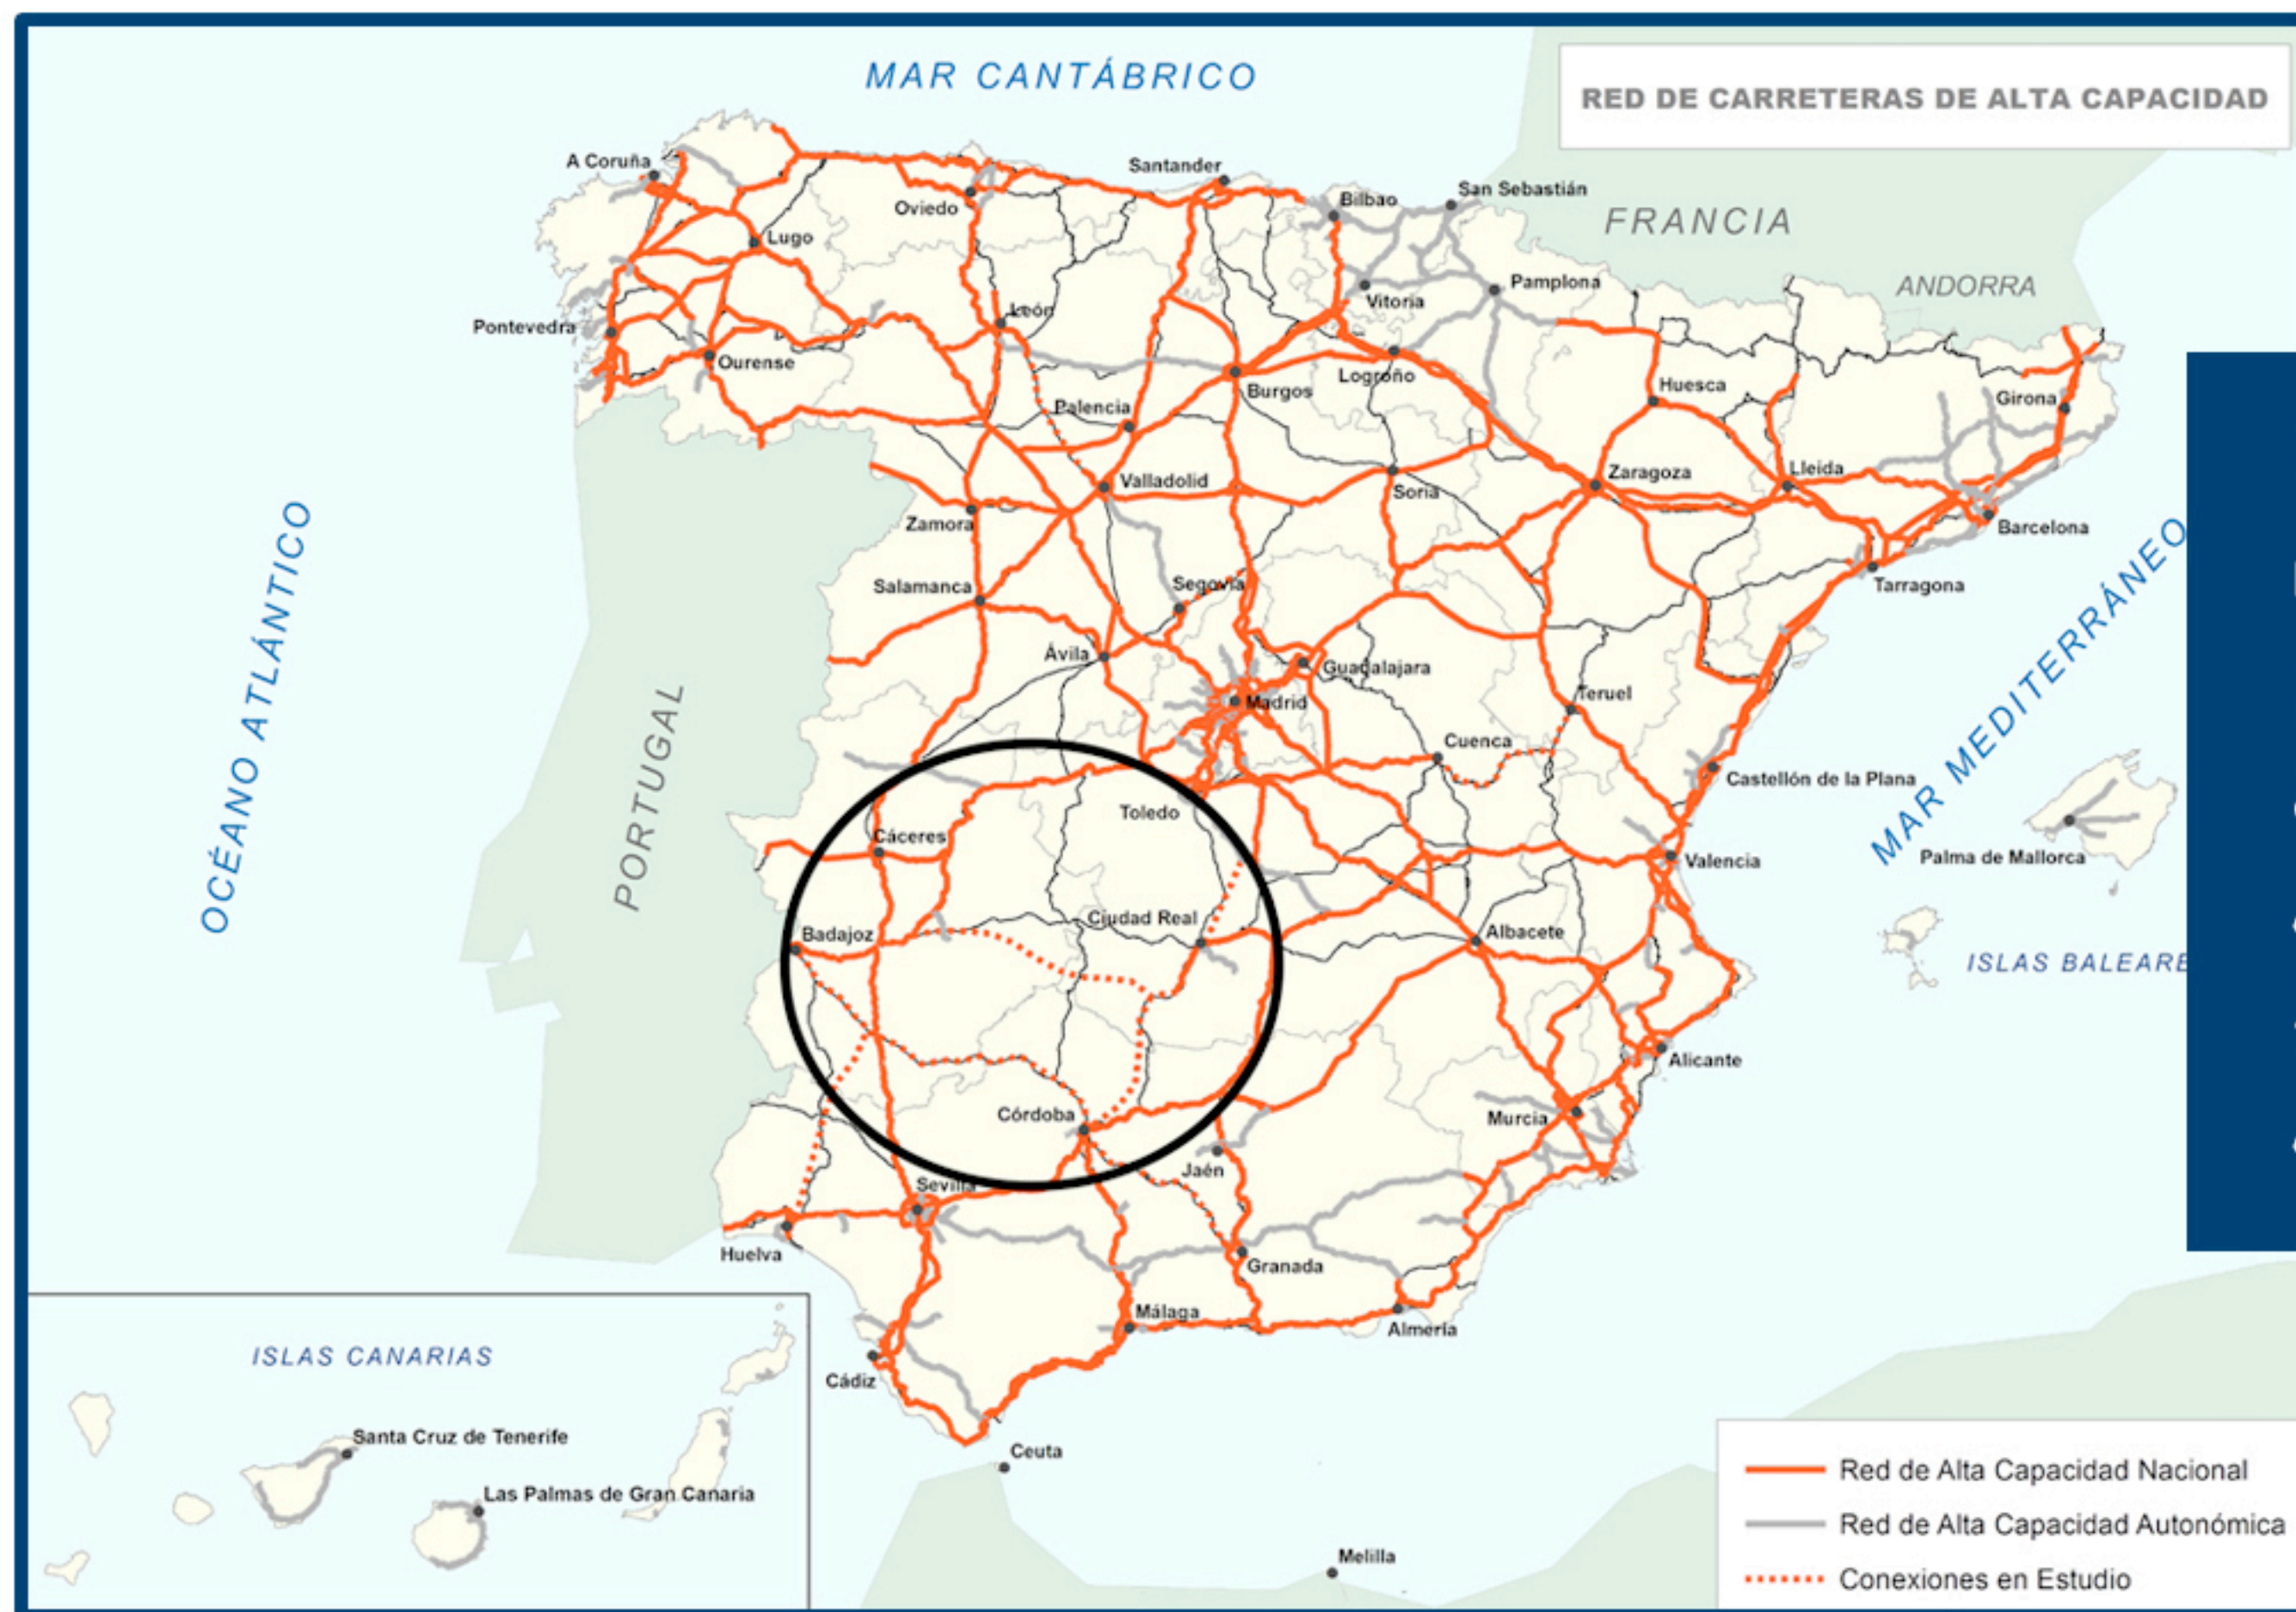 MAR CANTÁBRICO
RED DE CARRETERAS DE ALTA CAPACIDAD
A Coruña
Santander
San Sebastián
Bilbao
Oviedo
FRANCIA
Lugo
Pamplona
ANDORRA
Vitoria
León
Pontevedra
Ourense
Logroño
Huesca
Burgos
Girona
Palencia
Zaragoza
Lleida
Valladolid
Soria
OCÉANO ATLÁNTICO
Zamora
Barcelona
Segovia
Salamanca
Tarragona
MAR MEDITERRÁNEO
Ávila
Guadalajara
Teruel
Madrid
PORTUGAL
Cuenca
Castellón de la Plana
Toledo
Cáceres
Palma de Mallorca
Valencia
Ciudad Real
Badajoz
Albacete
ISLAS BALEARE
Alicante
Córdoba
Murcia
Jaén
Sevilla
Huelva
Granada
Málaga
Almería
ISLAS CANARIAS
Cádiz
Santa Cruz de Tenerife
Ceuta
Las Palmas de Gran Canaria
Melilla
Red de Alta Capacidad Nacional
Red de Alta Capacidad Autonómica
Conexiones en Estudio